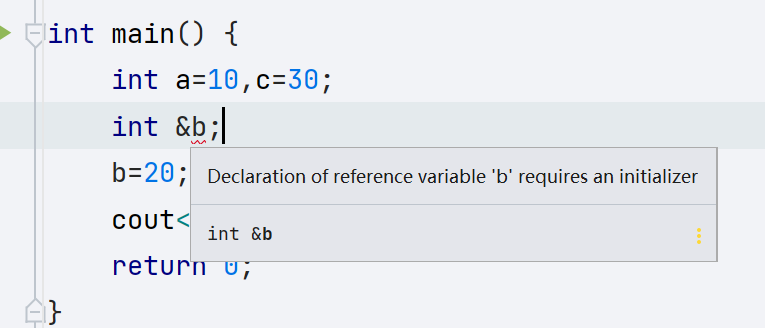 int main() {
int a=10,c=30;
int &b;
b=20;
Declaration of reference variable 'b' requires an initializer
cout<
int &b
return 0;
}